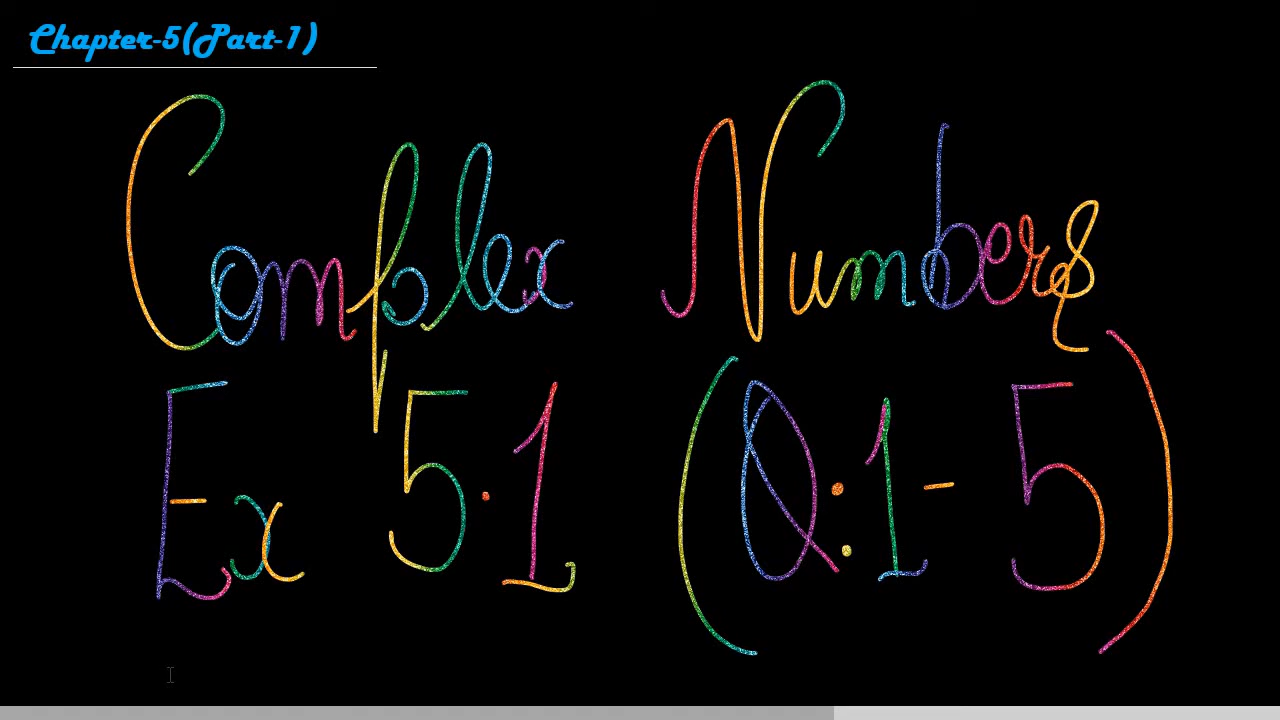 Chapter-5(Part-1)
Complex Numbers
Ex 5.1 (Q:1-5)